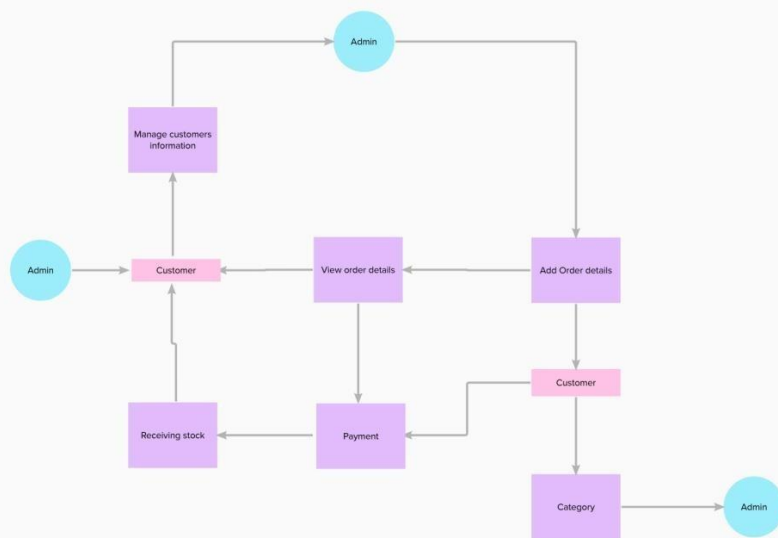 Admin
Manage customers
information
Admin
Customer
View order details
Add Order details
Customer
Receiving stock
Payment
Category
Admin